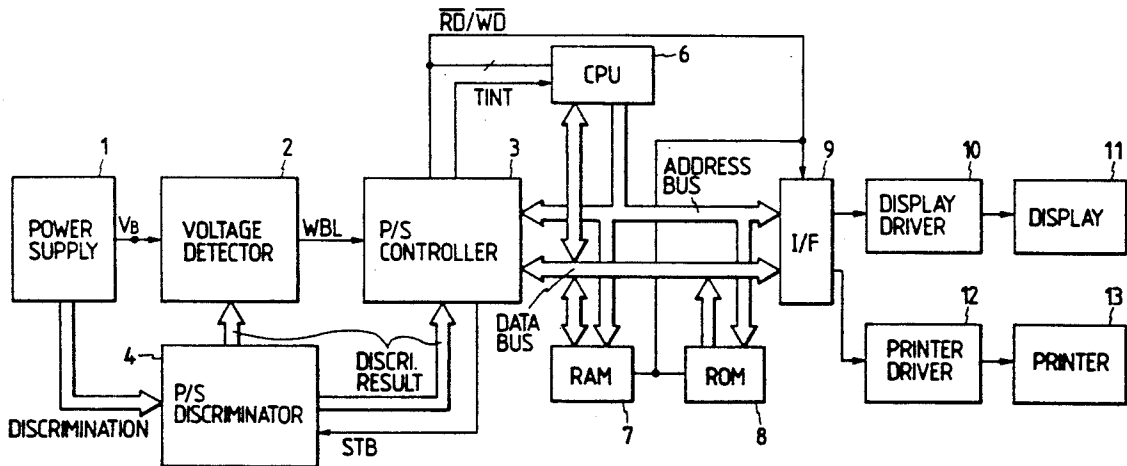 R̅D̅/W̅D̅
6
CPU
TINT
1
2
3
9
10
11
ADDRESS
BUS
POWER
SUPPLY
VB
VOLTAGE
DETECTOR
WBL
P/S
CONTROLLER
I/F
DISPLAY
DRIVER
DISPLAY
DATA
BUS
4
DISCRI.
RESULT
12
13
P/S
DISCRIMINATOR
RAM
ROM
PRINTER
DRIVER
PRINTER
DISCRIMINATION
STB
7
8